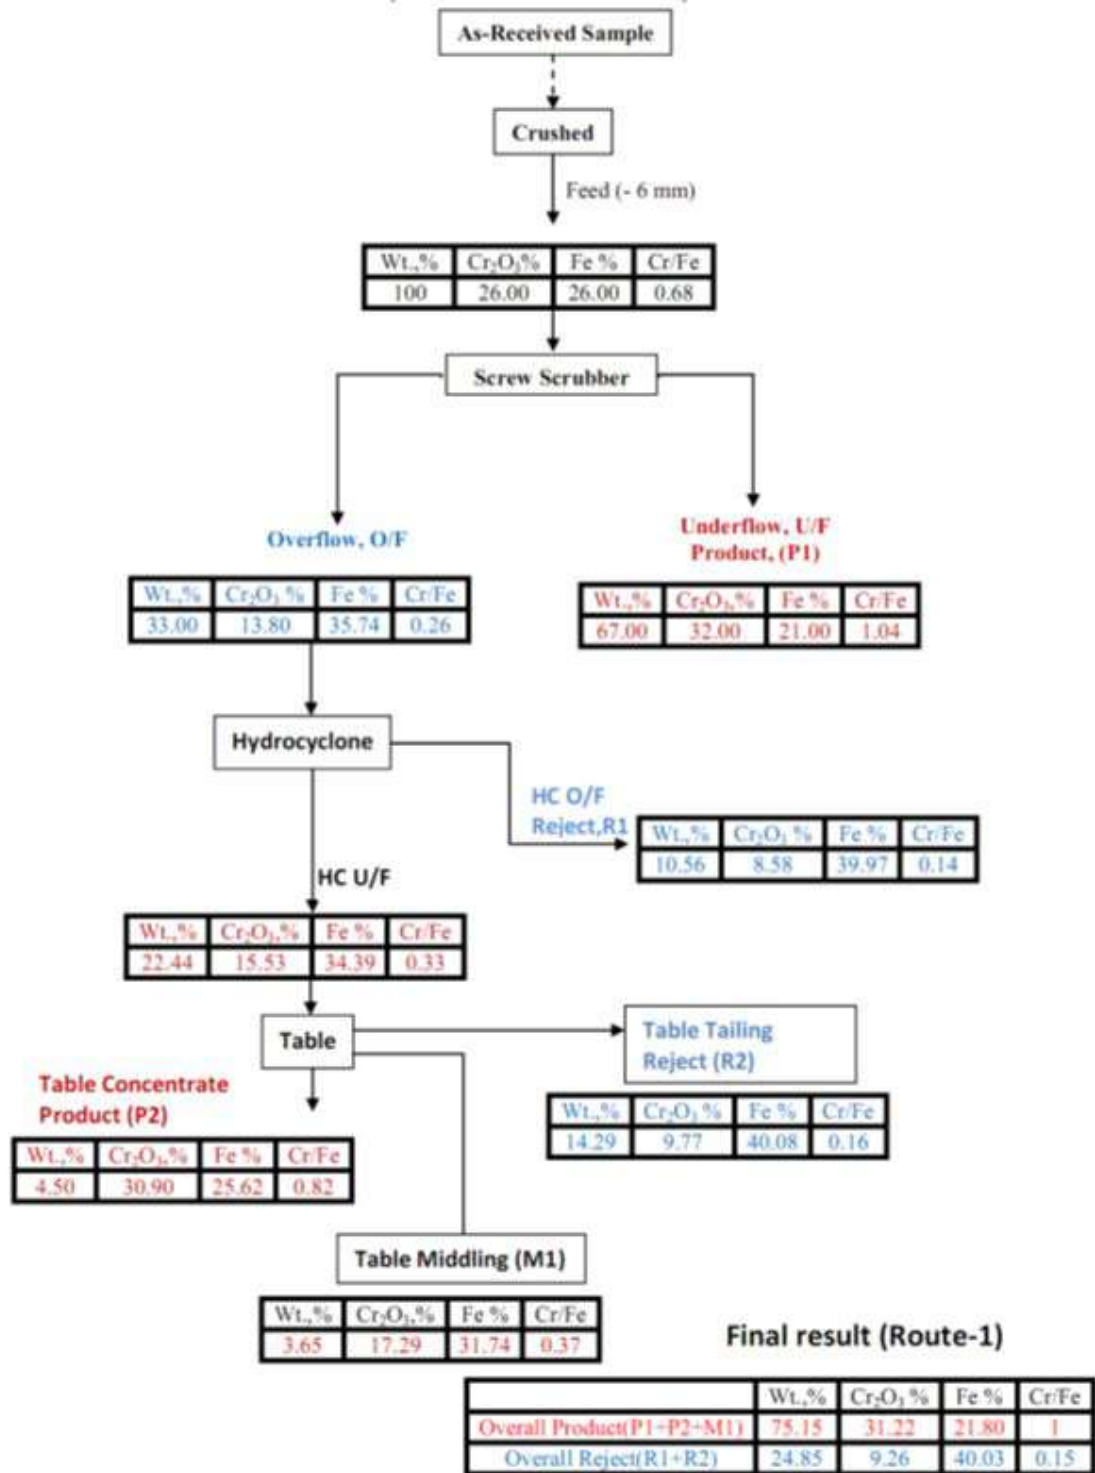 As-Received Sample
Crushed
Feed (- 6 mm)
Wt.,% Cr₂O₃% Fe % Cr/Fe
100 26.00 26.00 0.68
Screw Scrubber
Overflow, O/F
Wt.,% Cr₂O₃ % Fe % Cr/Fe
33.00 13.80 35.74 0.26
Underflow, U/F
Product, (P1)
Wt.,% Cr₂O₃,% Fe % Cr/Fe
67.00 32.00 21.00 1.04
Hydrocyclone
HC O/F
Reject,R1
Wt.,% Cr₂O₃ % Fe % Cr/Fe
10.56 8.58 39.97 0.14
HC U/F
Wt.,% Cr₂O₃,% Fe % Cr/Fe
22.44 15.53 34.39 0.33
Table
Table Tailing
Reject (R2)
Wt.,% Cr₂O₃ % Fe % Cr/Fe
14.29 9.77 40.08 0.16
Table Concentrate
Product (P2)
Wt.,% Cr₂O₃,% Fe % Cr/Fe
4.50 30.90 25.62 0.82
Table Middling (M1)
Wt.,% Cr₂O₃,% Fe % Cr/Fe
3.65 17.29 31.74 0.37
Final result (Route-1)
Wt.,% Cr₂O₃ % Fe % Cr/Fe
Overall Product(P1+P2+M1) 75.15 31.22 21.80 1
Overall Reject(R1+R2) 24.85 9.26 40.03 0.15